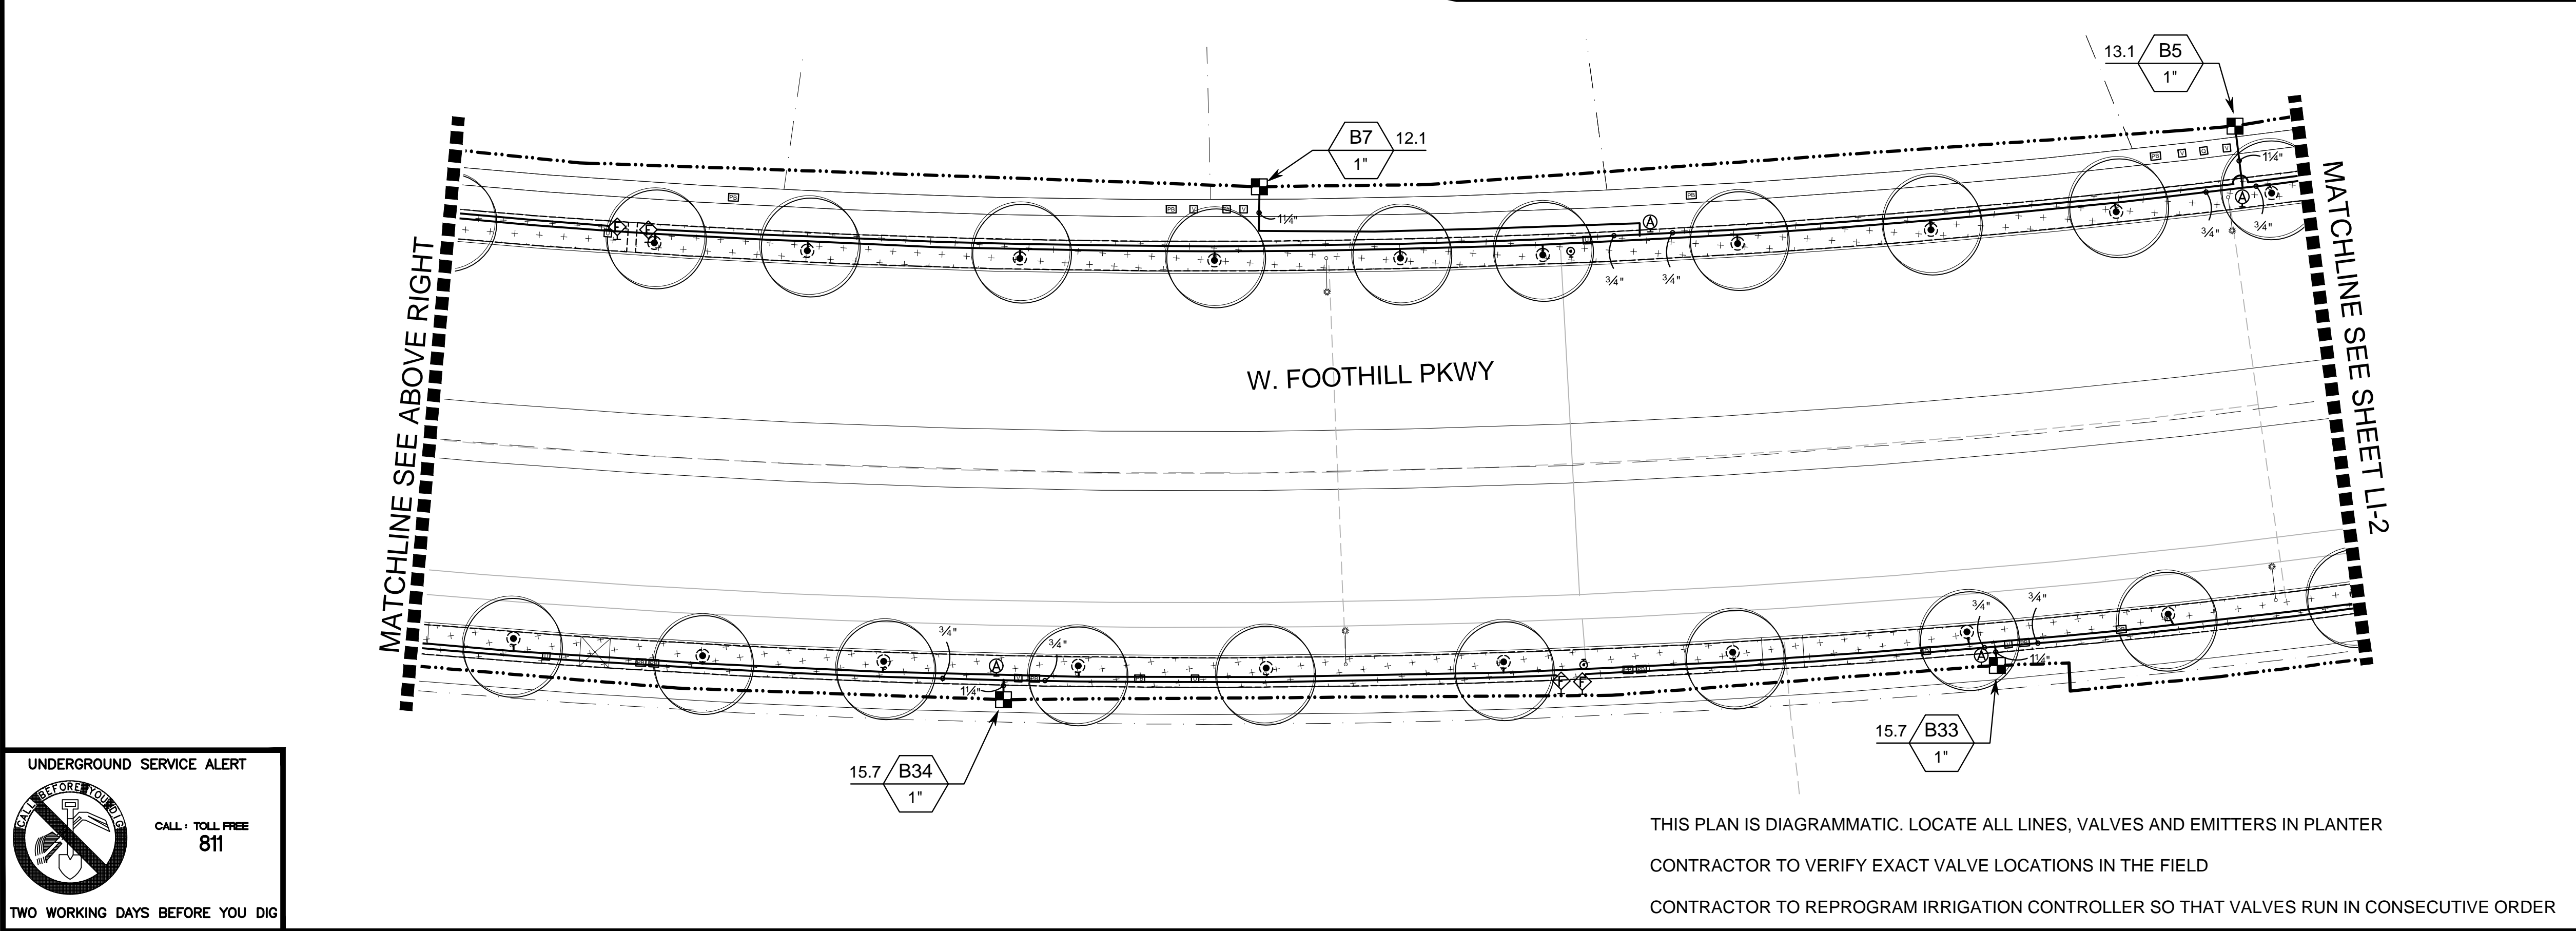 13.1 B5
1"
B7 12.1
1"
1¼"
1¼"
¾"
¾"
¾"
¾"
A
A
F
F
PB
PB
V
PB
V
PB
PB
V
G
V
MATCHLINE SEE ABOVE RIGHT
MATCHLINE SEE SHEET LI-2
W. FOOTHILL PKWY
¾"
¾"
¾"
¾"
A
A
1¼"
1¼"
F
F
15.7 B34
1"
15.7 B33
1"
UNDERGROUND SERVICE ALERT
CALL BEFORE YOU DIG
CALL : TOLL FREE
811
TWO WORKING DAYS BEFORE YOU DIG
THIS PLAN IS DIAGRAMMATIC. LOCATE ALL LINES, VALVES AND EMITTERS IN PLANTER
CONTRACTOR TO VERIFY EXACT VALVE LOCATIONS IN THE FIELD
CONTRACTOR TO REPROGRAM IRRIGATION CONTROLLER SO THAT VALVES RUN IN CONSECUTIVE ORDER